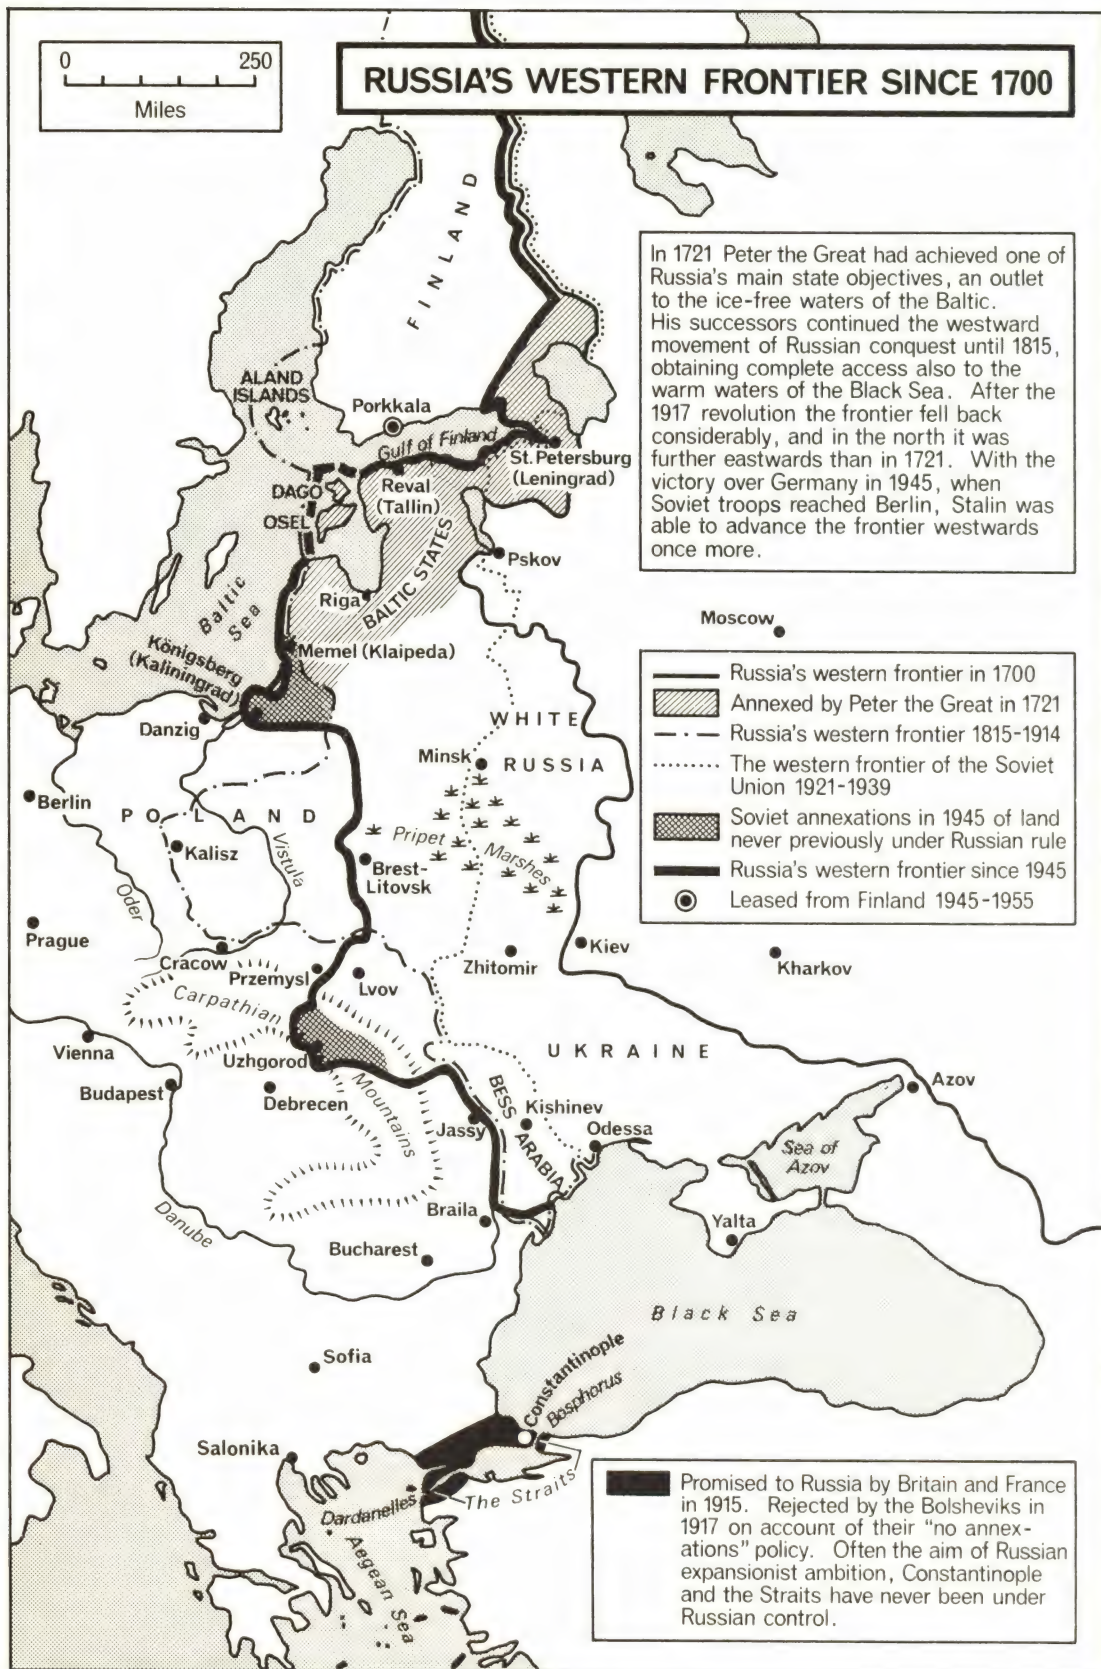 0 250
Miles
RUSSIA'S WESTERN FRONTIER SINCE 1700
FINLAND
In 1721 Peter the Great had achieved one of
Russia's main state objectives, an outlet
to the ice-free waters of the Baltic.
His successors continued the westward
movement of Russian conquest until 1815,
obtaining complete access also to the
warm waters of the Black Sea. After the
1917 revolution the frontier fell back
considerably, and in the north it was
further eastwards than in 1721. With the
victory over Germany in 1945, when
Soviet troops reached Berlin, Stalin was
able to advance the frontier westwards
once more.
ALAND
ISLANDS
Porkkala
Gulf of Finland
St. Petersburg
(Leningrad)
DAGO
Reval
(Tallin)
OSEL
Pskov
BALTIC STATES
Riga
Baltic
Sea
Moscow
Memel (Klaipeda)
Königsberg
(Kaliningrad)
Danzig
WHITE
RUSSIA
Minsk
Berlin
POLAND
Pripet
Marshes
Kalisz
Vistula
Brest-
Litovsk
Oder
Russia's western frontier in 1700
Annexed by Peter the Great in 1721
Russia's western frontier 1815-1914
The western frontier of the Soviet
Union 1921-1939
Soviet annexations in 1945 of land
never previously under Russian rule
Russia's western frontier since 1945
Leased from Finland 1945-1955
Prague
Cracow
Przemysl
Lvov
Zhitomir
Kiev
Kharkov
Carpathian
Mountains
Vienna
Uzhgorod
UKRAINE
Budapest
Debrecen
BESS
ARABIA
Kishinev
Jassy
Odessa
Azov
Sea of
Azov
Danube
Braila
Yalta
Bucharest
Black Sea
Sofia
Constantinople
Bosphorus
Salonika
The Straits
Dardanelles
Aegean Sea
Promised to Russia by Britain and France
in 1915. Rejected by the Bolsheviks in
1917 on account of their "no annex-
ations" policy. Often the aim of Russian
expansionist ambition, Constantinople
and the Straits have never been under
Russian control.